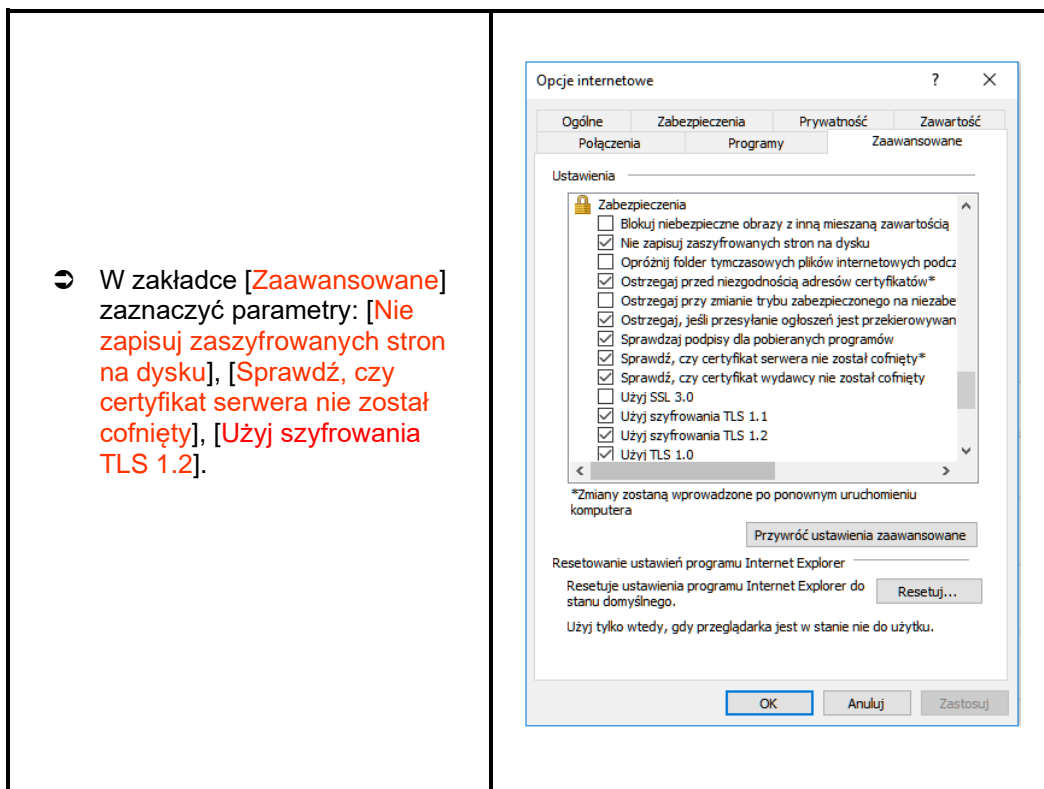 ➲ W zakładce [Zaawansowane]
zaznaczyć parametry: [Nie
zapisuj zaszyfrowanych stron
na dysku], [Sprawdź, czy
certyfikat serwera nie został
cofnięty], [Użyj szyfrowania
TLS 1.2].
Opcje internetowe ? ×
Ogólne Zabezpieczenia Prywatność Zawartość
Połączenia Programy Zaawansowane
Ustawienia
Zabezpieczenia
Blokuj niebezpieczne obrazy z inną mieszaną zawartością
Nie zapisuj zaszyfrowanych stron na dysku
Opróżnij folder tymczasowych plików internetowych podcz
Ostrzegaj przed niezgodnością adresów certyfikatów*
Ostrzegaj przy zmianie trybu zabezpieczonego na niezabe
Ostrzegaj, jeśli przesyłanie ogłoszeń jest przekierowywan
Sprawdzaj podpisy dla pobieranych programów
Sprawdź, czy certyfikat serwera nie został cofnięty*
Sprawdź, czy certyfikat wydawcy nie został cofnięty
Użyj SSL 3.0
Użyj szyfrowania TLS 1.1
Użyj szyfrowania TLS 1.2
Użyj TLS 1.0
*Zmiany zostaną wprowadzone po ponownym uruchomieniu
komputera
Przywróć ustawienia zaawansowane
Resetowanie ustawień programu Internet Explorer
Resetuje ustawienia programu Internet Explorer do
stanu domyślnego.
Resetuj...
Użyj tylko wtedy, gdy przeglądarka jest w stanie nie do użytku.
OK Anuluj Zastosuj